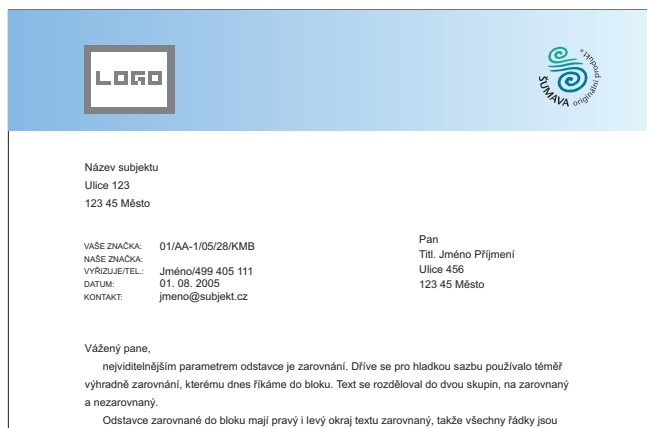 LOGO
ŠUMAVA originální produkt®
Název subjektu
Ulice 123
123 45 Město
VAŠE ZNAČKA: 01/AA-1/05/28/KMB
NAŠE ZNAČKA:
VYŘIZUJE/TEL.: Jméno/499 405 111
DATUM: 01. 08. 2005
KONTAKT: jmeno@subjekt.cz
Pan
Titl. Jméno Příjmení
Ulice 456
123 45 Město
Vážený pane,
nejviditelnějším parametrem odstavce je zarovnání. Dříve se pro hladkou sazbu používalo téměř
výhradně zarovnání, kterému dnes říkáme do bloku. Text se rozděloval do dvou skupin, na zarovnaný
a nezarovnaný.
Odstavce zarovnané do bloku mají pravý i levý okraj textu zarovnaný, takže všechny řádky jsou